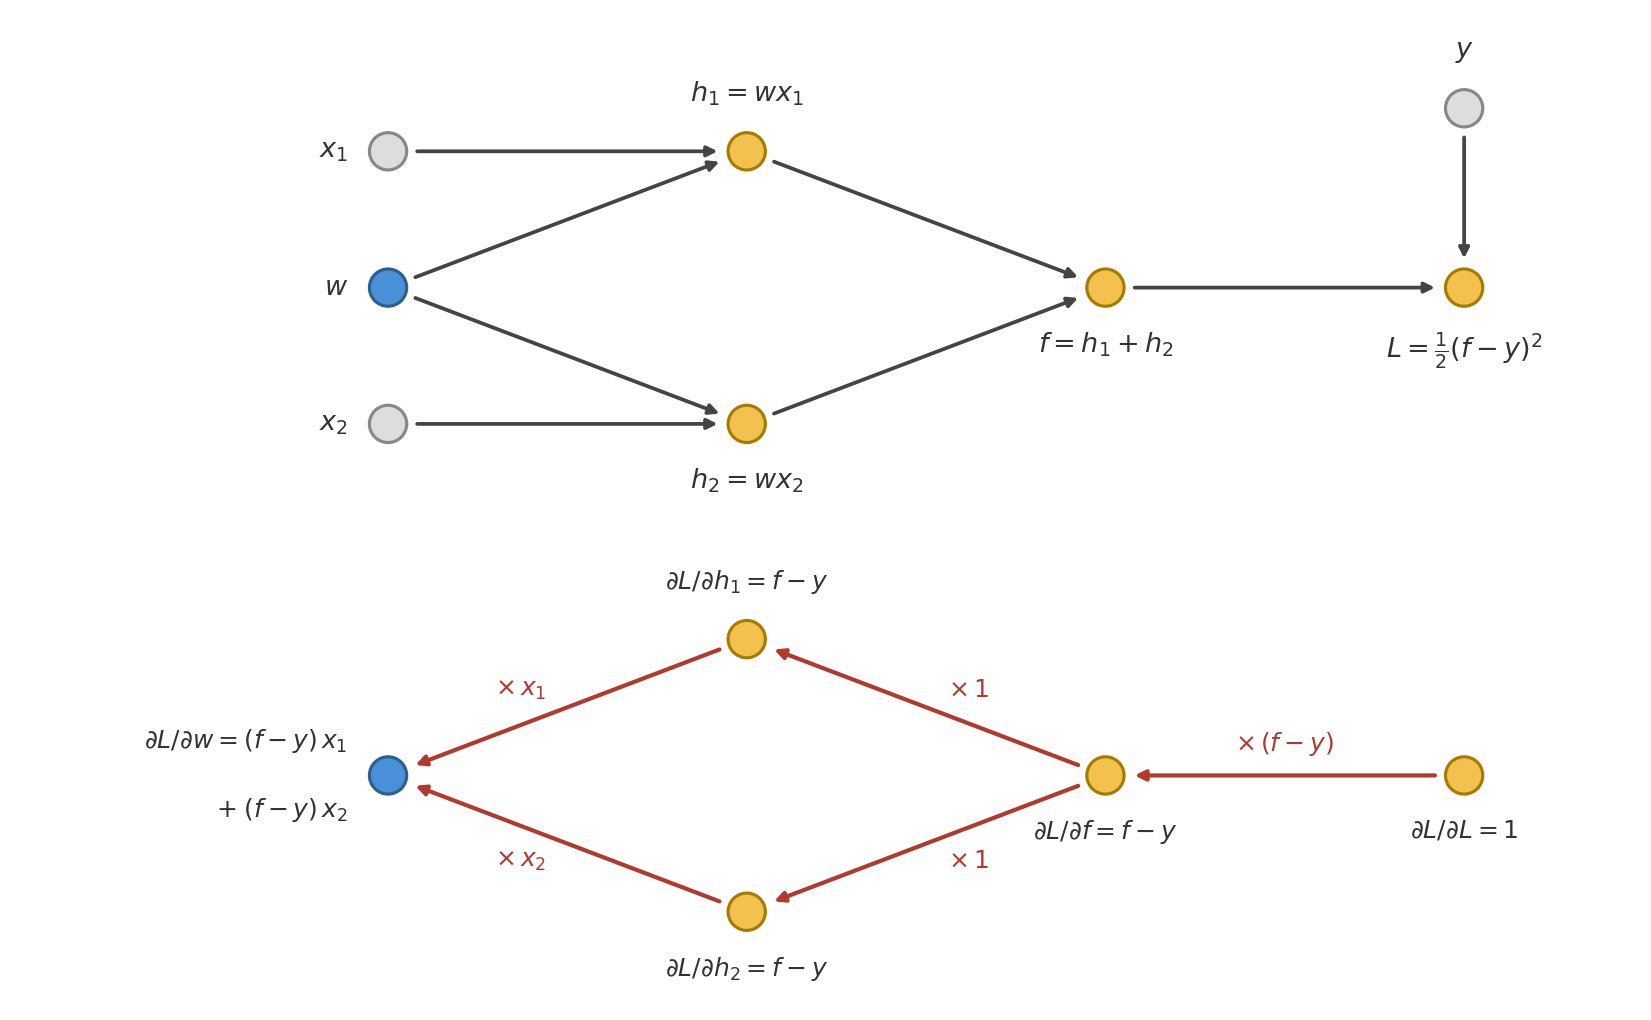 y
h₁ = wx₁
x₁
w
f = h₁ + h₂
L = ½(f − y)²
x₂
h₂ = wx₂
∂L/∂h₁ = f − y
× x₁
× 1
∂L/∂w = (f − y) x₁
× (f − y)
+ (f − y) x₂
∂L/∂f = f − y
∂L/∂L = 1
× x₂
× 1
∂L/∂h₂ = f − y